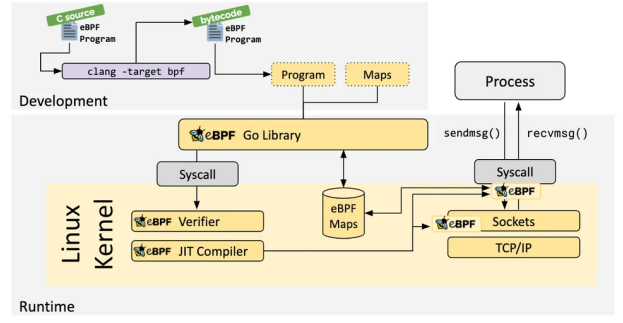 C source
eBPF
Program
bytecode
eBPF
Program
clang -target bpf
Program
Maps
Development
Process
sendmsg()
recvmsg()
eBPF Go Library
Syscall
Syscall
eBPF
Linux
Kernel
eBPF Verifier
eBPF
Maps
eBPF
Sockets
eBPF JIT Compiler
TCP/IP
Runtime